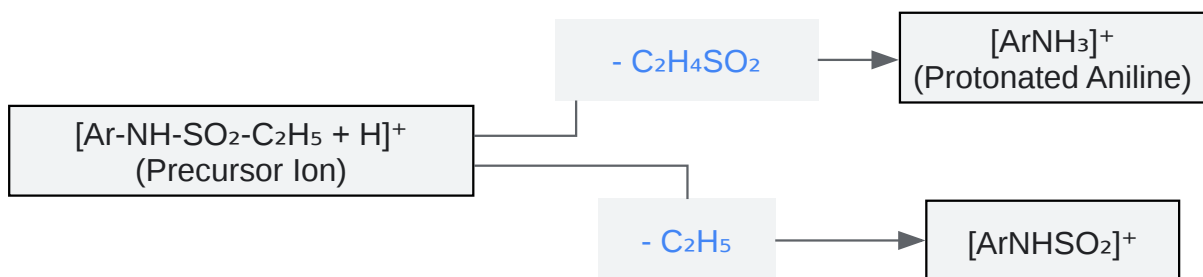 [Ar-NH-SO₂-C₂H₅ + H]⁺
(Precursor Ion)
- C₂H₄SO₂
[ArNH₃]⁺
(Protonated Aniline)
- C₂H₅
[ArNHSO₂]⁺